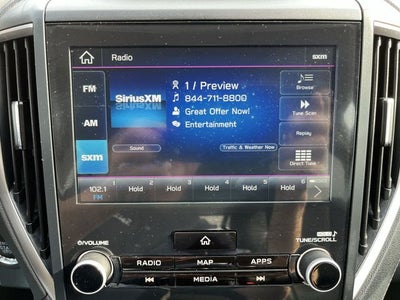 Radio
sxm
FM
AM
sxm
SiriusXM
1 / Preview
844-711-8800
Great Offer Now!
Entertainment
Browse
Tune Scan
Replay
Direct Tune
Sound
Traffic & Weather Now
102.1
FM
1 Hold
2 Hold
3 Hold
4 Hold
5 Hold
6 Hold
VOLUME
RADIO
MAP
APPS
MEDIA
TUNE/SCROLL